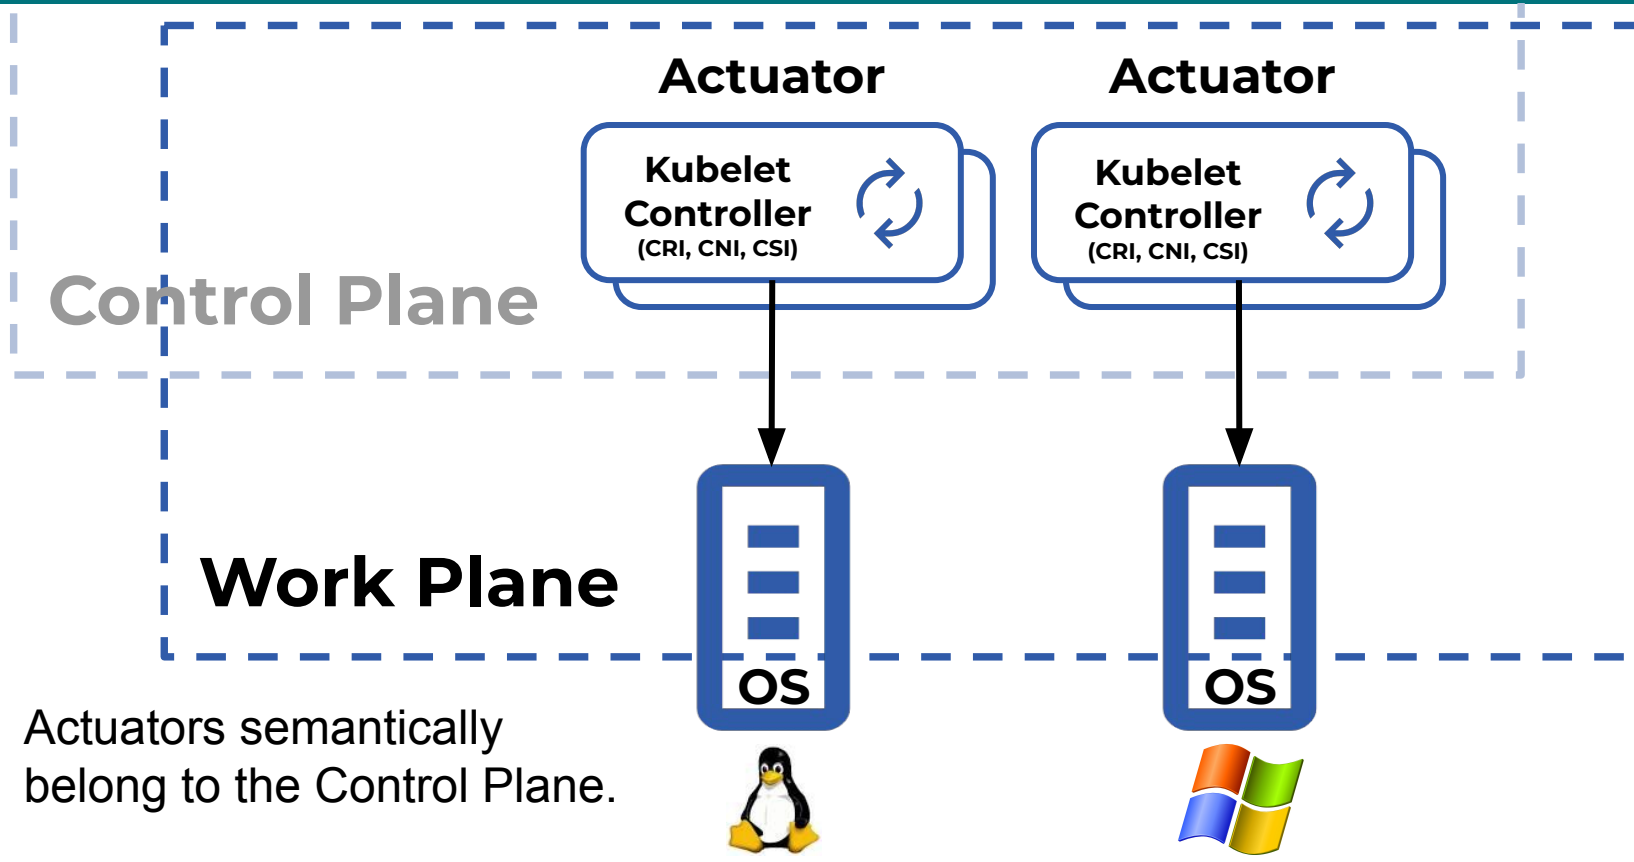 Actuator
Actuator
Kubelet
Controller
(CRI, CNI, CSI)
Kubelet
Controller
(CRI, CNI, CSI)
Control Plane
Work Plane
OS
OS
Actuators semantically
belong to the Control Plane.